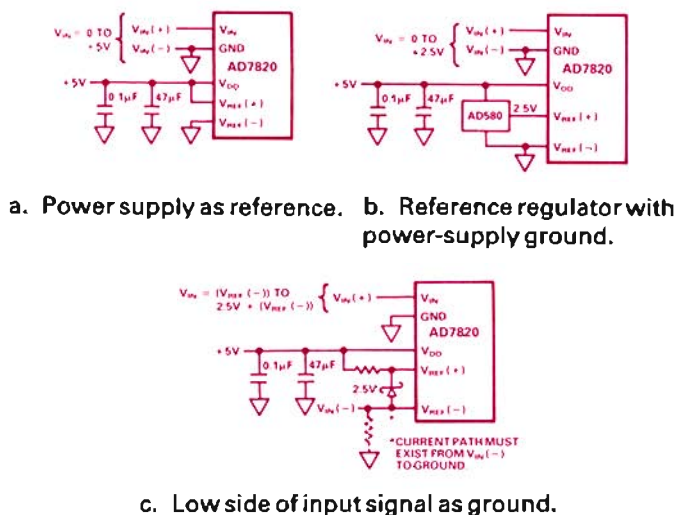 VIN = 0 TO +5V
VIN(+)
VIN(−)
VIN
GND
AD7820
+5V
0.1µF
47µF
VDD
VREF(+)
VREF(−)
a. Power supply as reference.
VIN = 0 TO +2.5V
VIN(+)
VIN(−)
VIN
GND
AD7820
+5V
0.1µF
47µF
AD580
2.5V
VDD
VREF(+)
VREF(−)
b. Reference regulator with
power-supply ground.
VIN = (VREF(−)) TO
2.5V + (VREF(−))
VIN(+)
VIN
GND
AD7820
+5V
0.1µF
47µF
2.5V
VDD
VREF(+)
VIN(−)
*
VREF(−)
*CURRENT PATH MUST
EXIST FROM VIN(−)
TO GROUND
c. Low side of input signal as ground.